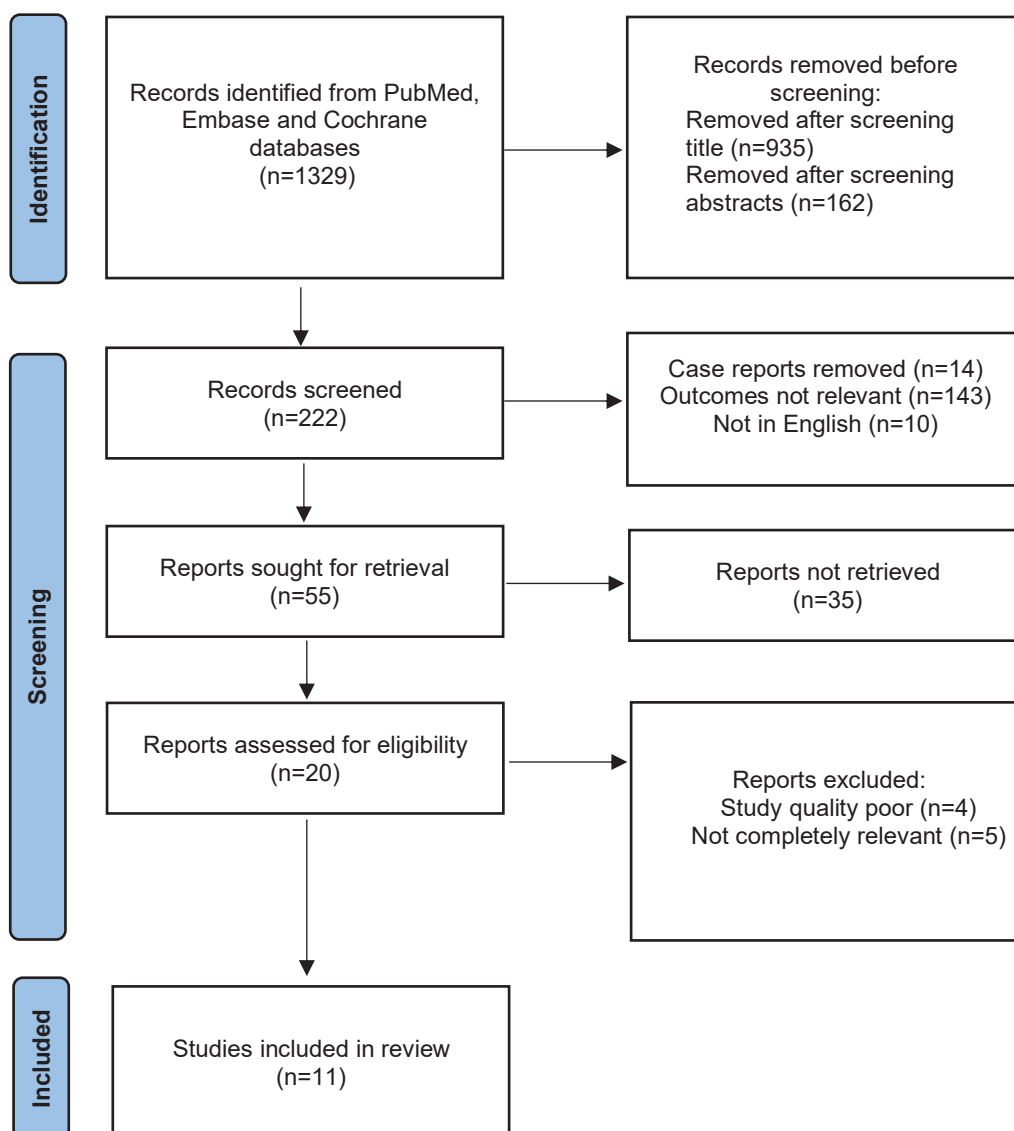 Identification
Records identified from PubMed,
Embase and Cochrane
databases
(n=1329)
Records removed before
screening:
Removed after screening
title (n=935)
Removed after screening
abstracts (n=162)
Screening
Records screened
(n=222)
Case reports removed (n=14)
Outcomes not relevant (n=143)
Not in English (n=10)
Reports sought for retrieval
(n=55)
Reports not retrieved
(n=35)
Reports assessed for eligibility
(n=20)
Reports excluded:
Study quality poor (n=4)
Not completely relevant (n=5)
Included
Studies included in review
(n=11)